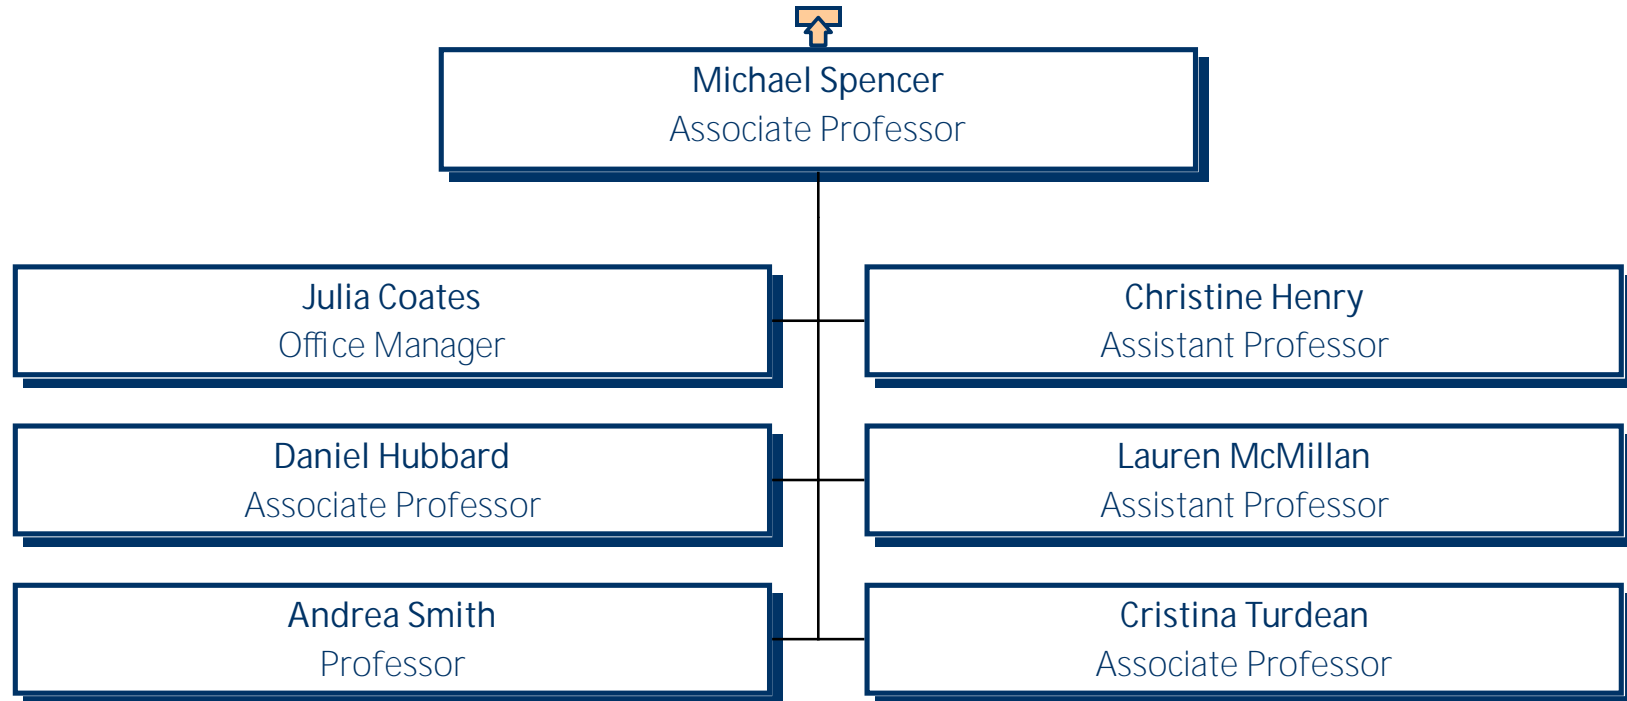 Michael Spencer
Associate Professor
Julia Coates
Office Manager
Christine Henry
Assistant Professor
Daniel Hubbard
Associate Professor
Lauren McMillan
Assistant Professor
Andrea Smith
Professor
Cristina Turdean
Associate Professor